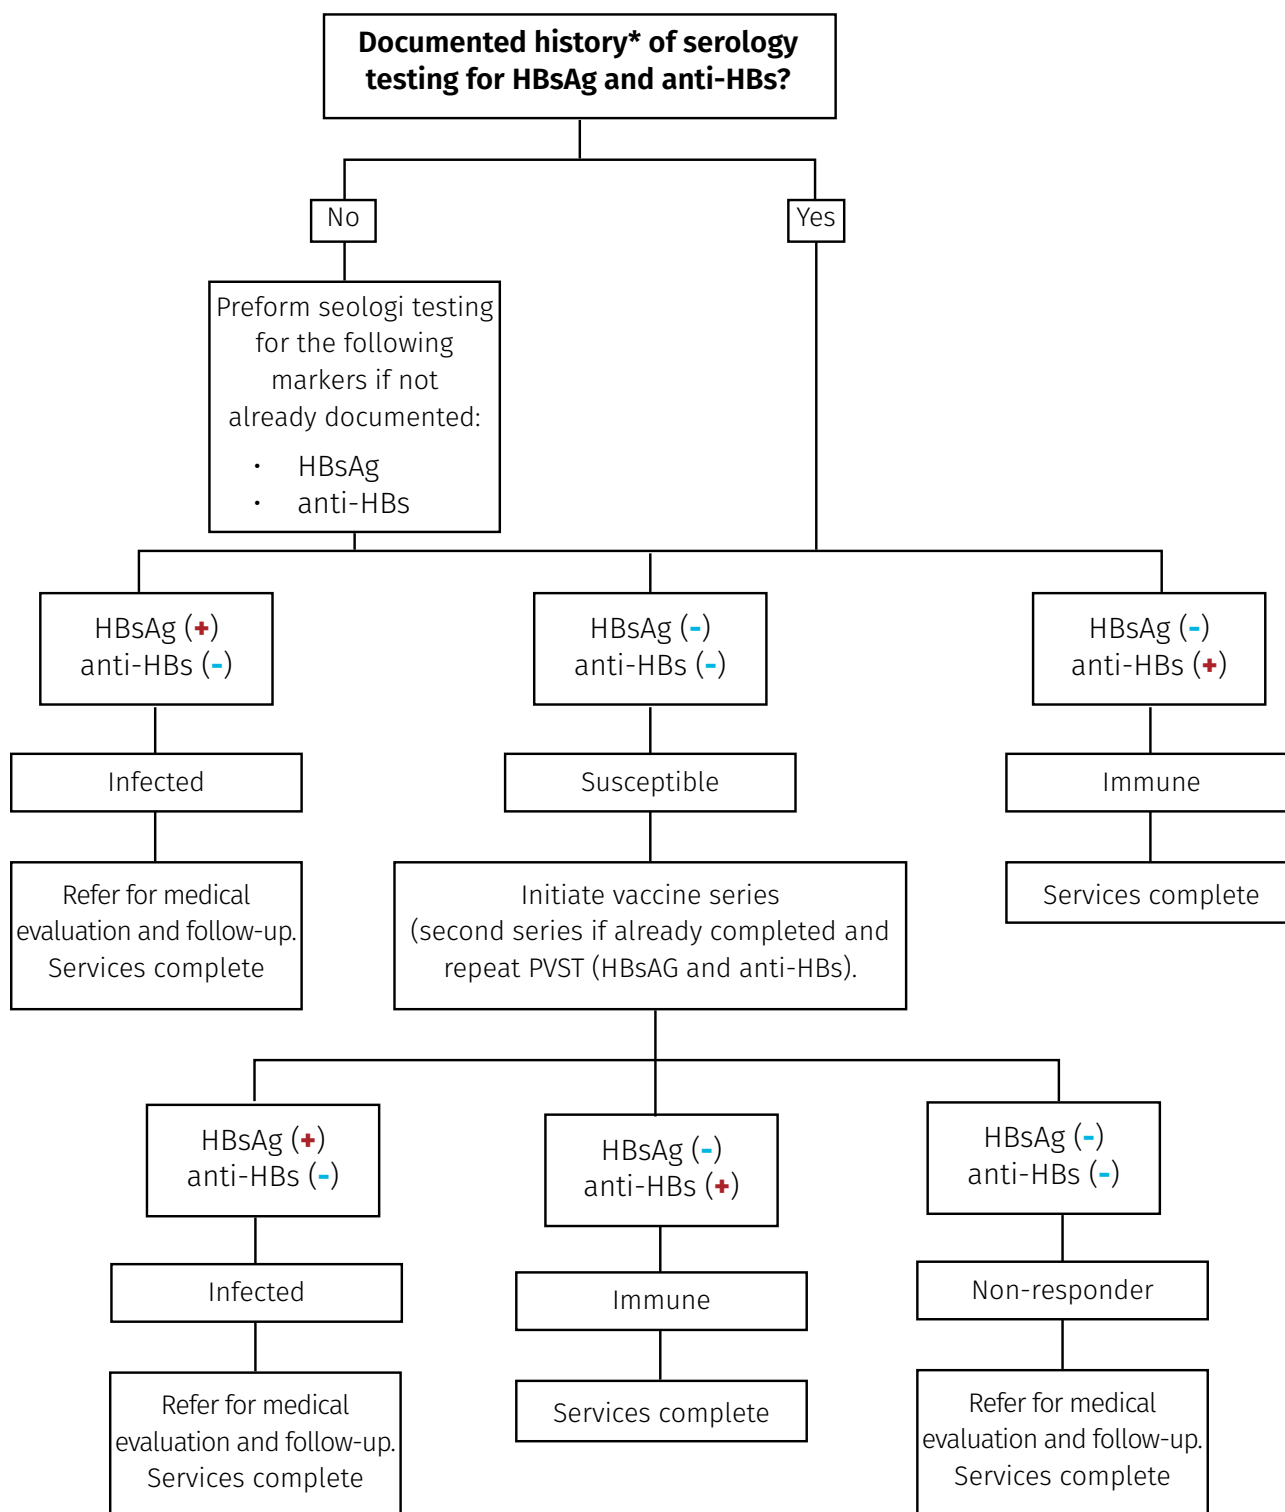 Documented history* of serology
testing for HBsAg and anti-HBs?
No
Yes
Preform seologi testing
for the following
markers if not
already documented:
· HBsAg
· anti-HBs
HBsAg (+)
anti-HBs (-)
HBsAg (-)
anti-HBs (-)
HBsAg (-)
anti-HBs (+)
Infected
Susceptible
Immune
Refer for medical
evaluation and follow-up.
Services complete
Initiate vaccine series
(second series if already completed and
repeat PVST (HBsAG and anti-HBs).
Services complete
HBsAg (+)
anti-HBs (-)
HBsAg (-)
anti-HBs (+)
HBsAg (-)
anti-HBs (-)
Infected
Immune
Non-responder
Refer for medical
evaluation and follow-up.
Services complete
Services complete
Refer for medical
evaluation and follow-up.
Services complete